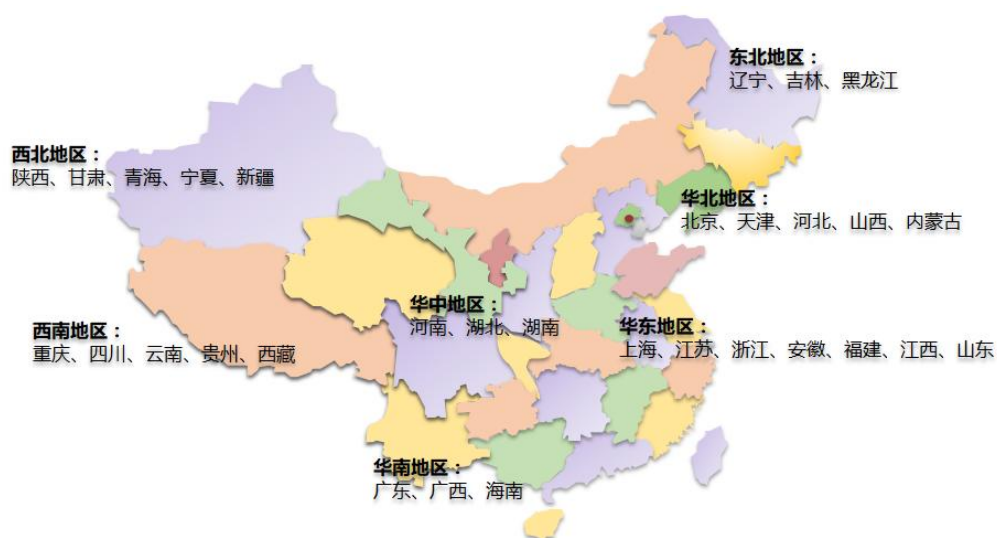 东北地区：
辽宁、吉林、黑龙江
西北地区：
陕西、甘肃、青海、宁夏、新疆
华北地区：
北京、天津、河北、山西、内蒙古
华中地区：
河南、湖北、湖南
西南地区：
重庆、四川、云南、贵州、西藏
华东地区：
上海、江苏、浙江、安徽、福建、江西、山东
华南地区：
广东、广西、海南